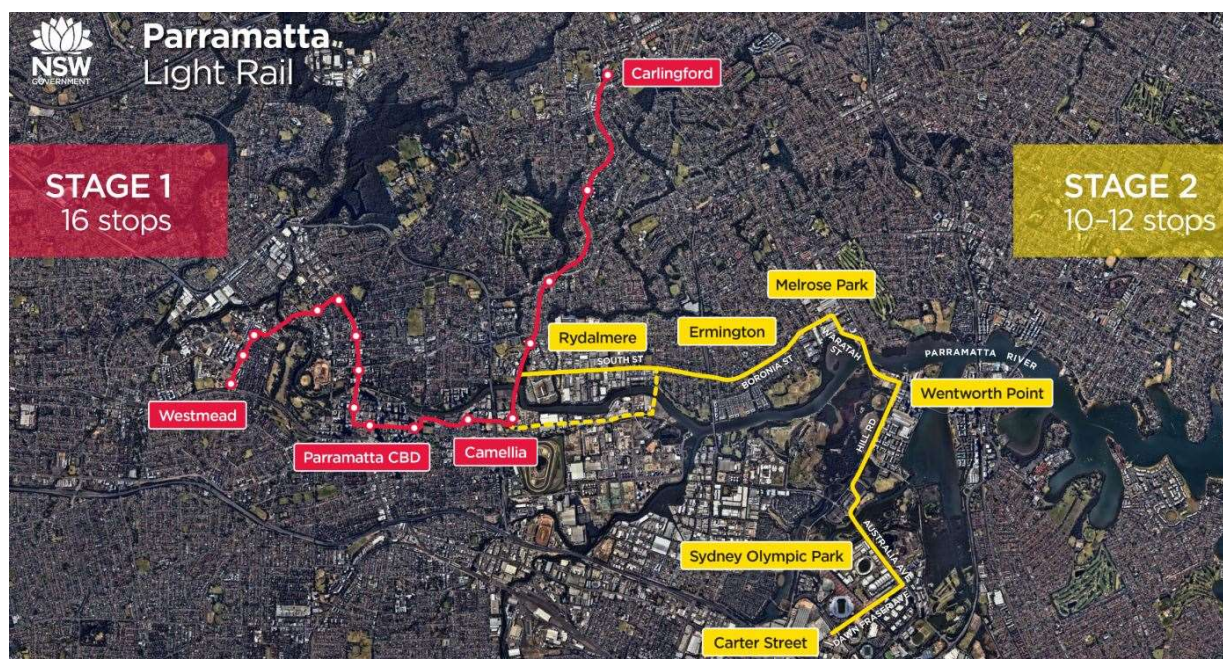 NSW
GOVERNMENT
Parramatta
Light Rail
STAGE 1
16 stops
STAGE 2
10–12 stops
Carlingford
Melrose Park
Rydalmere
Ermington
SOUTH ST
BORONIA ST
WARATAH
ST
PARRAMATTA RIVER
Wentworth Point
Westmead
Parramatta CBD
Camellia
HILL RD
Sydney Olympic Park
AUSTRALIA AVE
DAWN FRASER AVE
Carter Street